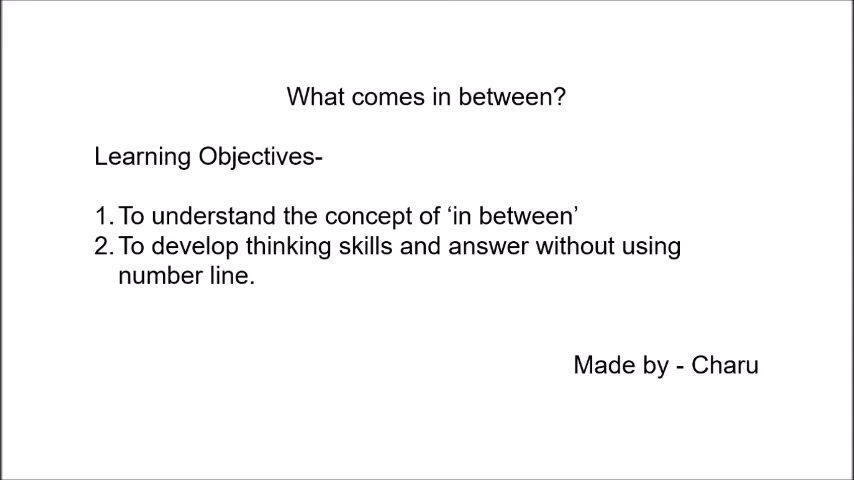 What comes in between?
Learning Objectives-
1. To understand the concept of ‘in between’
2. To develop thinking skills and answer without using
number line.
Made by - Charu